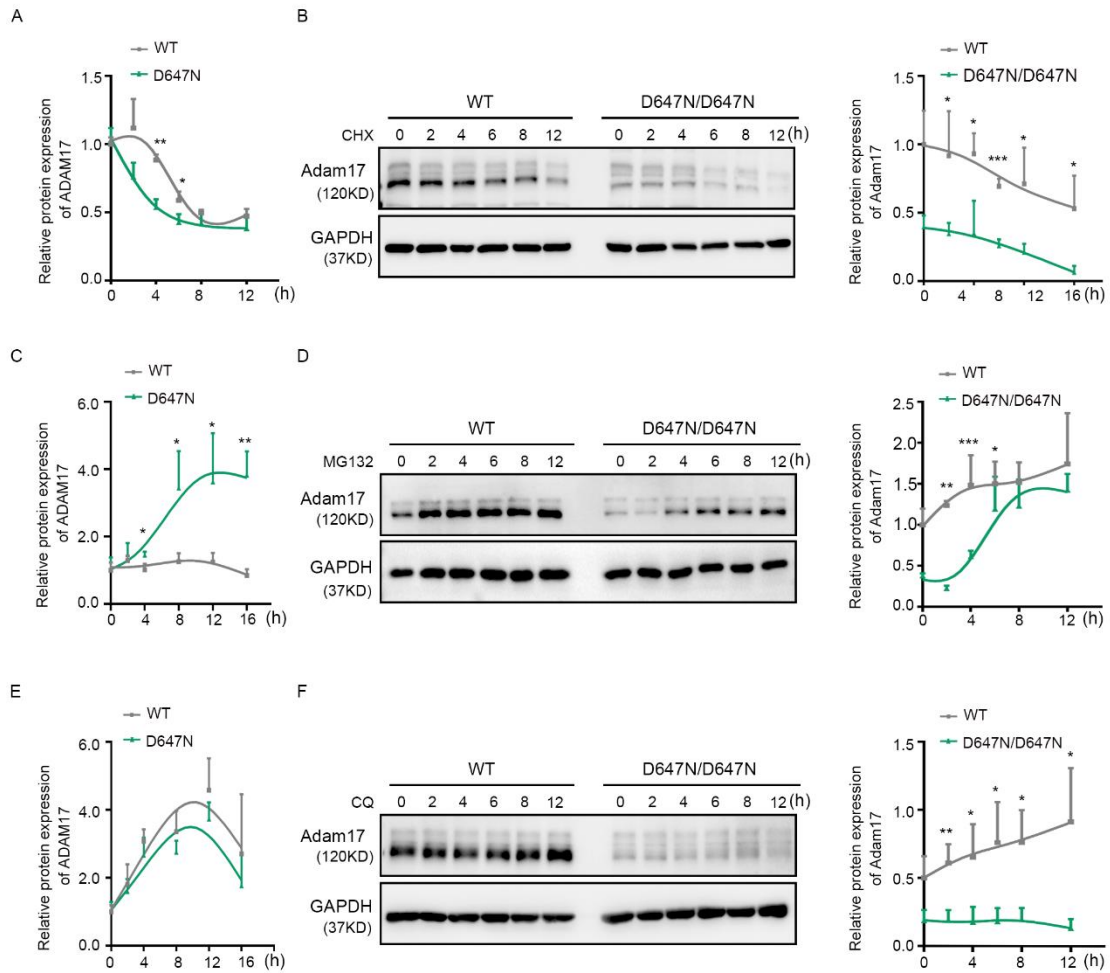 A
WT
D647N
Relative protein expression
of ADAM17
1.5
1.0
0.5
0.0
**
*
0 4 8 12 (h)
B
WT D647N/D647N
CHX 0 2 4 6 8 12 0 2 4 6 8 12 (h)
Adam17
(120KD)
GAPDH
(37KD)
WT
D647N/D647N
Relative protein expression
of Adam17
1.5
1.0
0.5
0.0
* * *** * *
0 4 8 12 16 (h)
C
WT
D647N
Relative protein expression
of ADAM17
6.0
4.0
2.0
0.0
* * * **
0 4 8 12 16 (h)
D
WT D647N/D647N
MG132 0 2 4 6 8 12 0 2 4 6 8 12 (h)
Adam17
(120KD)
GAPDH
(37KD)
WT
D647N/D647N
Relative protein expression
of Adam17
2.5
2.0
1.5
1.0
0.5
0.0
** *** *
0 4 8 12 (h)
E
WT
D647N
Relative protein expression
of ADAM17
6.0
4.0
2.0
0.0
0 4 8 12 16 (h)
F
WT D647N/D647N
CQ 0 2 4 6 8 12 0 2 4 6 8 12 (h)
Adam17
(120KD)
GAPDH
(37KD)
WT
D647N/D647N
Relative protein expression
of Adam17
1.5
1.0
0.5
0.0
** * * * *
0 4 8 12 (h)